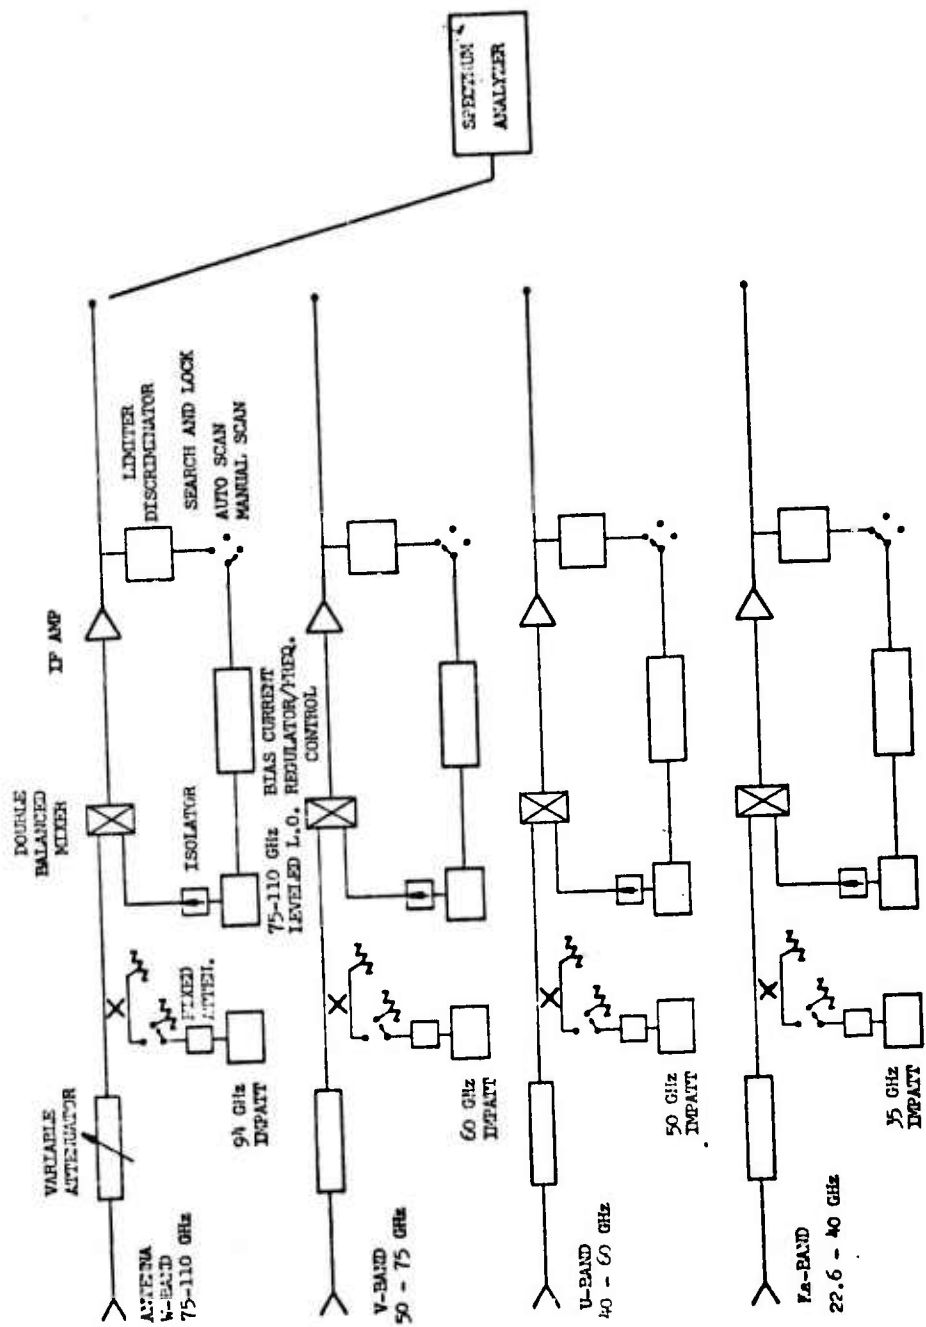 SPECTRUM
ANALYZER
LIMITER
DISCRIMINATOR
SEARCH AND LOCK
AUTO SCAN
MANUAL SCAN
IF AMP
DOUBLE
BALANCED
MIXER
ISOLATOR
75-110 GHz
LEVELED L.O.
BIAS CURRENT
REGULATOR/FREQ.
CONTROL
FIXED
ATTEN.
VARIABLE
ATTENUATOR
94 GHz
IMPATT
ANTENNA
W-BAND
75-110 GHz
60 GHz
IMPATT
V-BAND
50 - 75 GHz
50 GHz
IMPATT
U-BAND
40 - 60 GHz
35 GHz
IMPATT
Ka-BAND
22.6 - 40 GHz